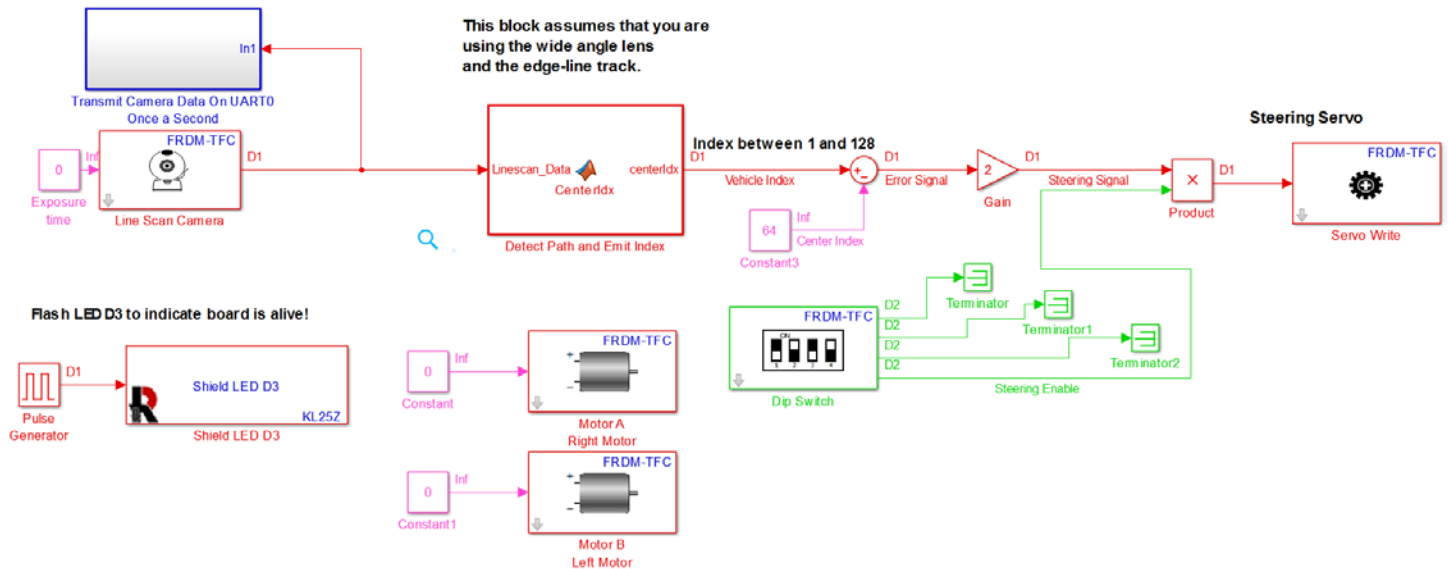 This block assumes that you are
using the wide angle lens
and the edge-line track.
In1
Transmit Camera Data On UART0
Once a Second
FRDM-TFC
Inf
D1
0
Exposure
time
Line Scan Camera
Linescan_Data
centerIdx
CenterIdx
Detect Path and Emit Index
Index between 1 and 128
D1
Vehicle Index
+
−
D1
Error Signal
64
Inf
Center Index
Constant3
2
Gain
D1
Steering Signal
×
Product
D1
Steering Servo
FRDM-TFC
Servo Write
FRDM-TFC
ON
1 2 3 4
Dip Switch
D2
D2
D2
D2
Terminator
Terminator1
Terminator2
Steering Enable
Flash LED D3 to indicate board is alive!
D1
Pulse
Generator
Shield LED D3
KL25Z
Shield LED D3
0
Inf
Constant
FRDM-TFC
+
−
Motor A
Right Motor
0
Inf
Constant1
FRDM-TFC
+
−
Motor B
Left Motor